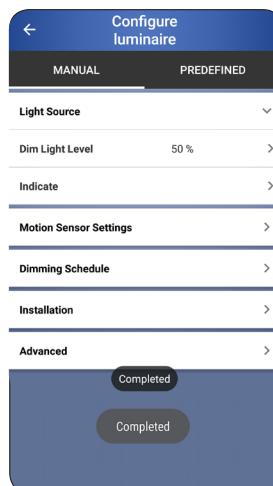 Configure
luminaire
MANUAL PREDEFINED
Light Source
Dim Light Level 50 %
Indicate
Motion Sensor Settings
Dimming Schedule
Installation
Advanced
Completed
Completed